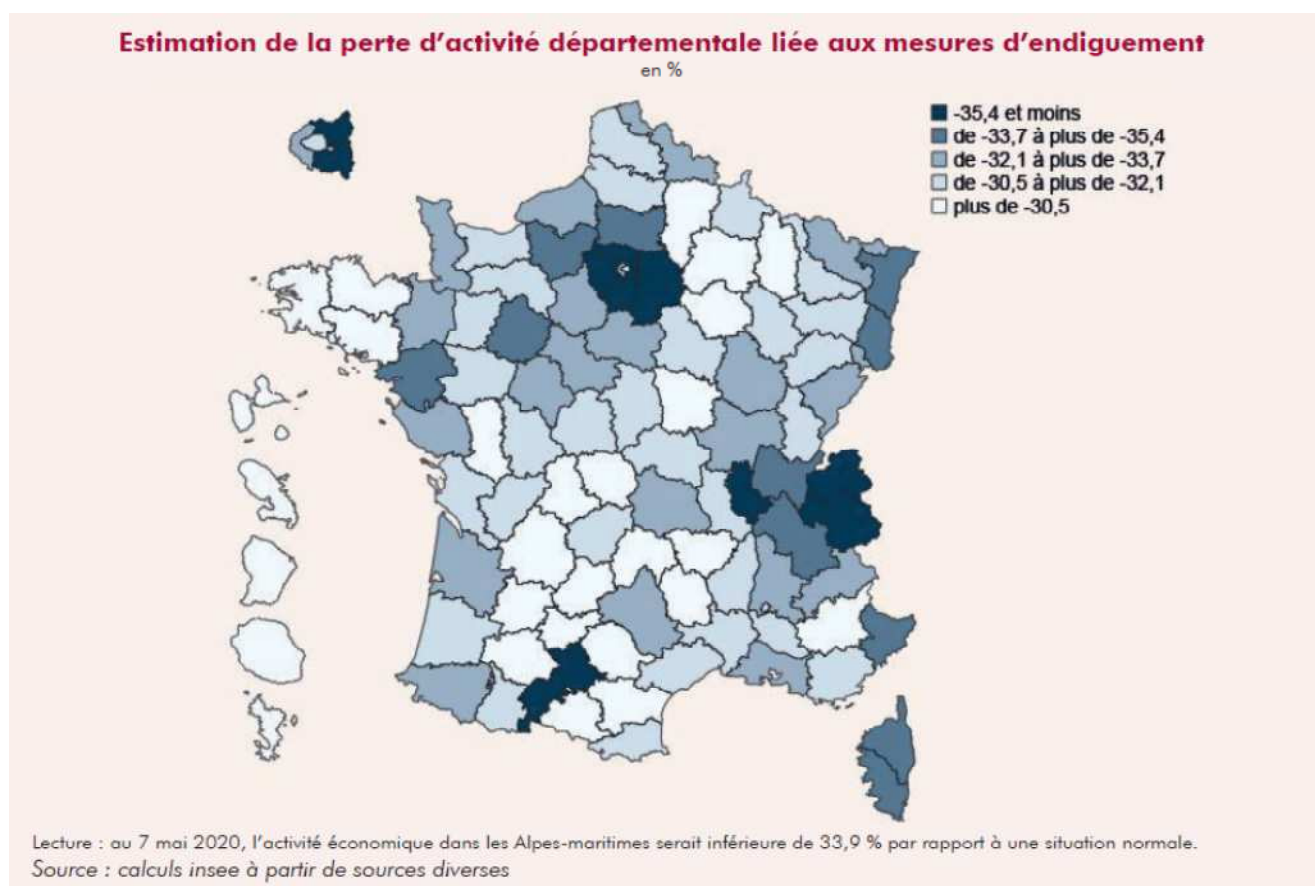 Estimation de la perte d'activité départementale liée aux mesures d'endiguement
en %
-35,4 et moins
de -33,7 à plus de -35,4
de -32,1 à plus de -33,7
de -30,5 à plus de -32,1
plus de -30,5
Lecture : au 7 mai 2020, l'activité économique dans les Alpes-maritimes serait inférieure de 33,9 % par rapport à une situation normale.
Source : calculs insee à partir de sources diverses